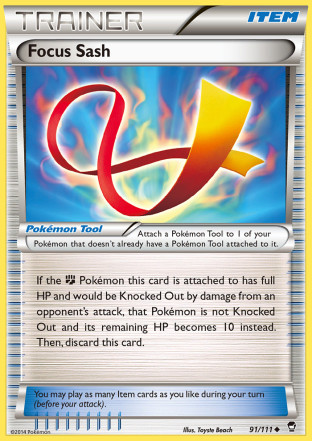 TRAINER ITEM
Focus Sash
Pokémon Tool
Attach a Pokémon Tool to 1 of your
Pokémon that doesn't already have a Pokémon Tool attached to it.
If the Pokémon this card is attached to has full
HP and would be Knocked Out by damage from an
opponent's attack, that Pokémon is not Knocked
Out and its remaining HP becomes 10 instead.
Then, discard this card.
You may play as many Item cards as you like during your turn
(before your attack).
©2014 Pokémon
Illus. Toyste Beach
91/111